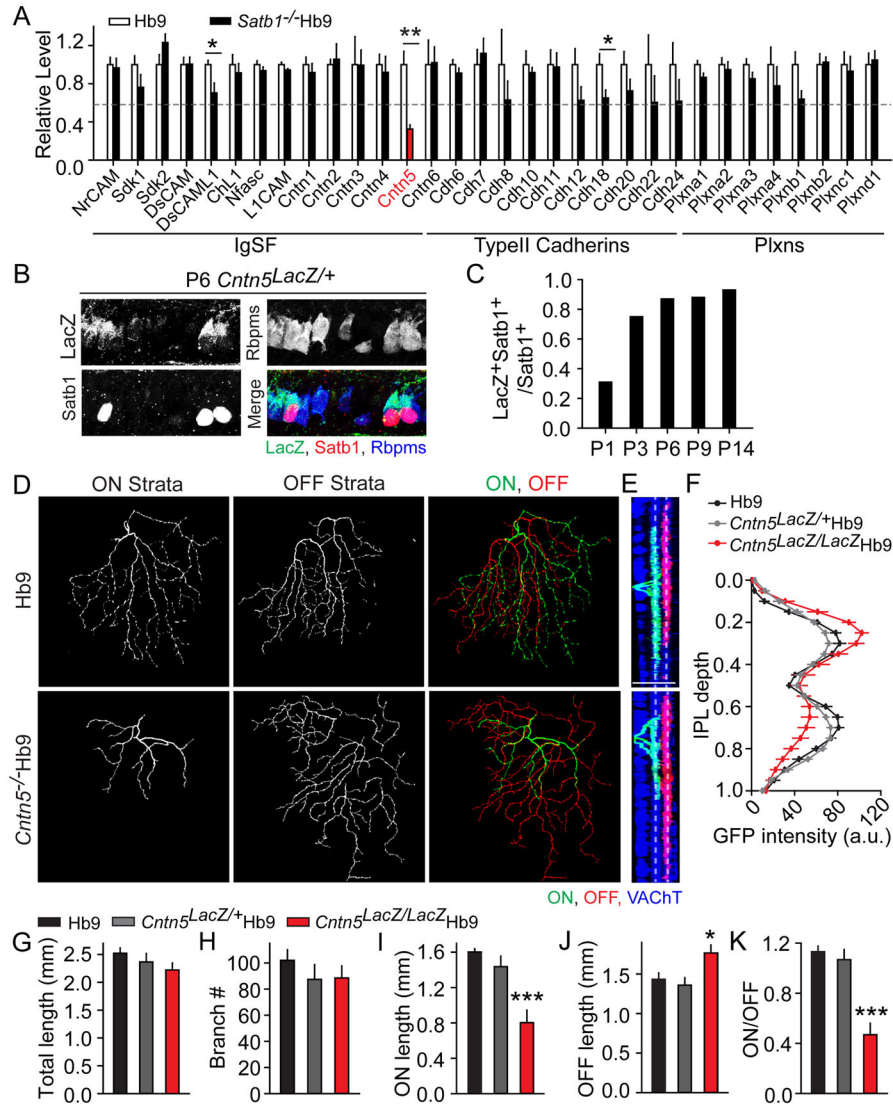 A
Hb9
Satb1-/-Hb9
Relative Level
1.2
0.8
0.4
0.0
*
**
*
NrCAM
Sdk1
Sdk2
DsCAM
DsCAML1
ChL1
Nfasc
L1CAM
Cntn1
Cntn2
Cntn3
Cntn4
Cntn5
Cntn6
Cdh6
Cdh7
Cdh8
Cdh10
Cdh11
Cdh12
Cdh18
Cdh20
Cdh22
Cdh24
Plxna1
Plxna2
Plxna3
Plxna4
Plxnb1
Plxnb2
Plxnc1
Plxnd1
IgSF
TypeII Cadherins
Plxns
B
P6 Cntn5LacZ/+
LacZ
Rbpms
Satb1
Merge
LacZ, Satb1, Rbpms
C
LacZ+Satb1+
/Satb1+
1.0
0.8
0.6
0.4
0.2
0.0
P1 P3 P6 P9 P14
D
ON Strata
OFF Strata
ON, OFF
Hb9
Cntn5-/-Hb9
E
ON, OFF, VAChT
F
Hb9
Cntn5LacZ/+Hb9
Cntn5LacZ/LacZHb9
IPL depth
0.0
0.2
0.4
0.6
0.8
1.0
0 40 80 120
GFP intensity (a.u.)
Hb9
Cntn5LacZ/+Hb9
Cntn5LacZ/LacZHb9
G
Total length (mm)
2.5
2.0
1.5
1.0
0.5
0.0
H
Branch #
100
80
60
40
20
0
I
ON length (mm)
1.6
1.2
0.8
0.4
0.0
***
J
OFF length (mm)
1.5
1.0
0.5
0.0
*
K
ON/OFF
1.2
0.8
0.4
0.0
***